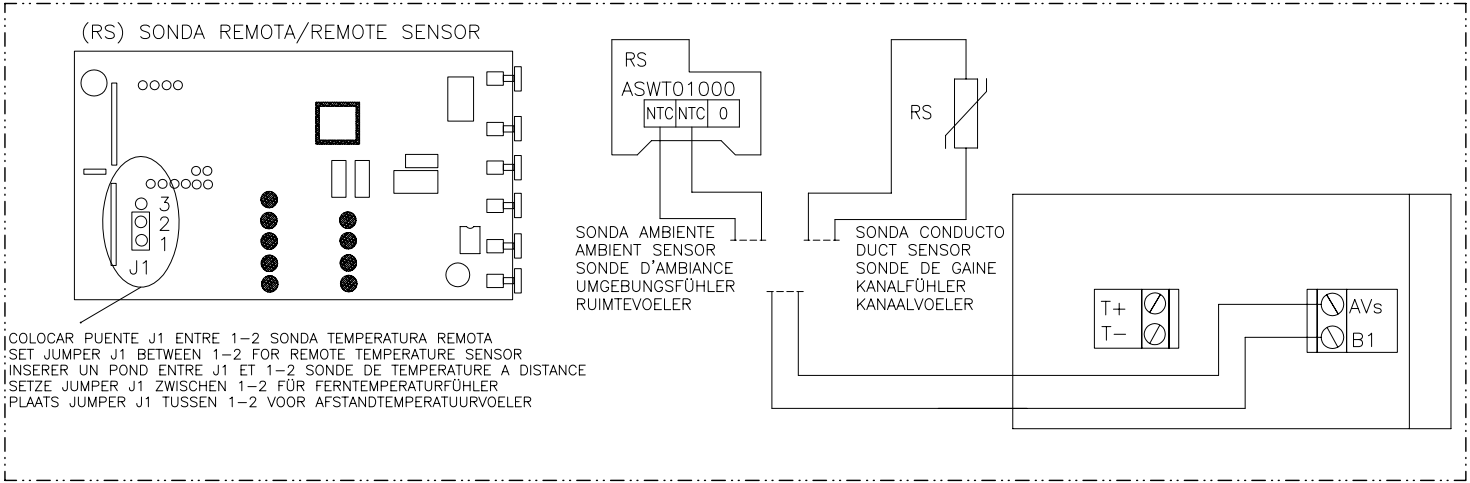 (RS) SONDA REMOTA/REMOTE SENSOR
3
2
1
J1
COLOCAR PUENTE J1 ENTRE 1-2 SONDA TEMPERATURA REMOTA
SET JUMPER J1 BETWEEN 1-2 FOR REMOTE TEMPERATURE SENSOR
INSERER UN POND ENTRE J1 ET 1-2 SONDE DE TEMPERATURE A DISTANCE
SETZE JUMPER J1 ZWISCHEN 1-2 FÜR FERNTEMPERATURFÜHLER
PLAATS JUMPER J1 TUSSEN 1-2 VOOR AFSTANDTEMPERATUURVOELER
RS
ASWT01000
NTC NTC 0
SONDA AMBIENTE
AMBIENT SENSOR
SONDE D'AMBIANCE
UMGEBUNGSFÜHLER
RUIMTEVOELER
RS
SONDA CONDUCTO
DUCT SENSOR
SONDE DE GAINE
KANALFÜHLER
KANAALVOELER
T+
T-
AVs
B1